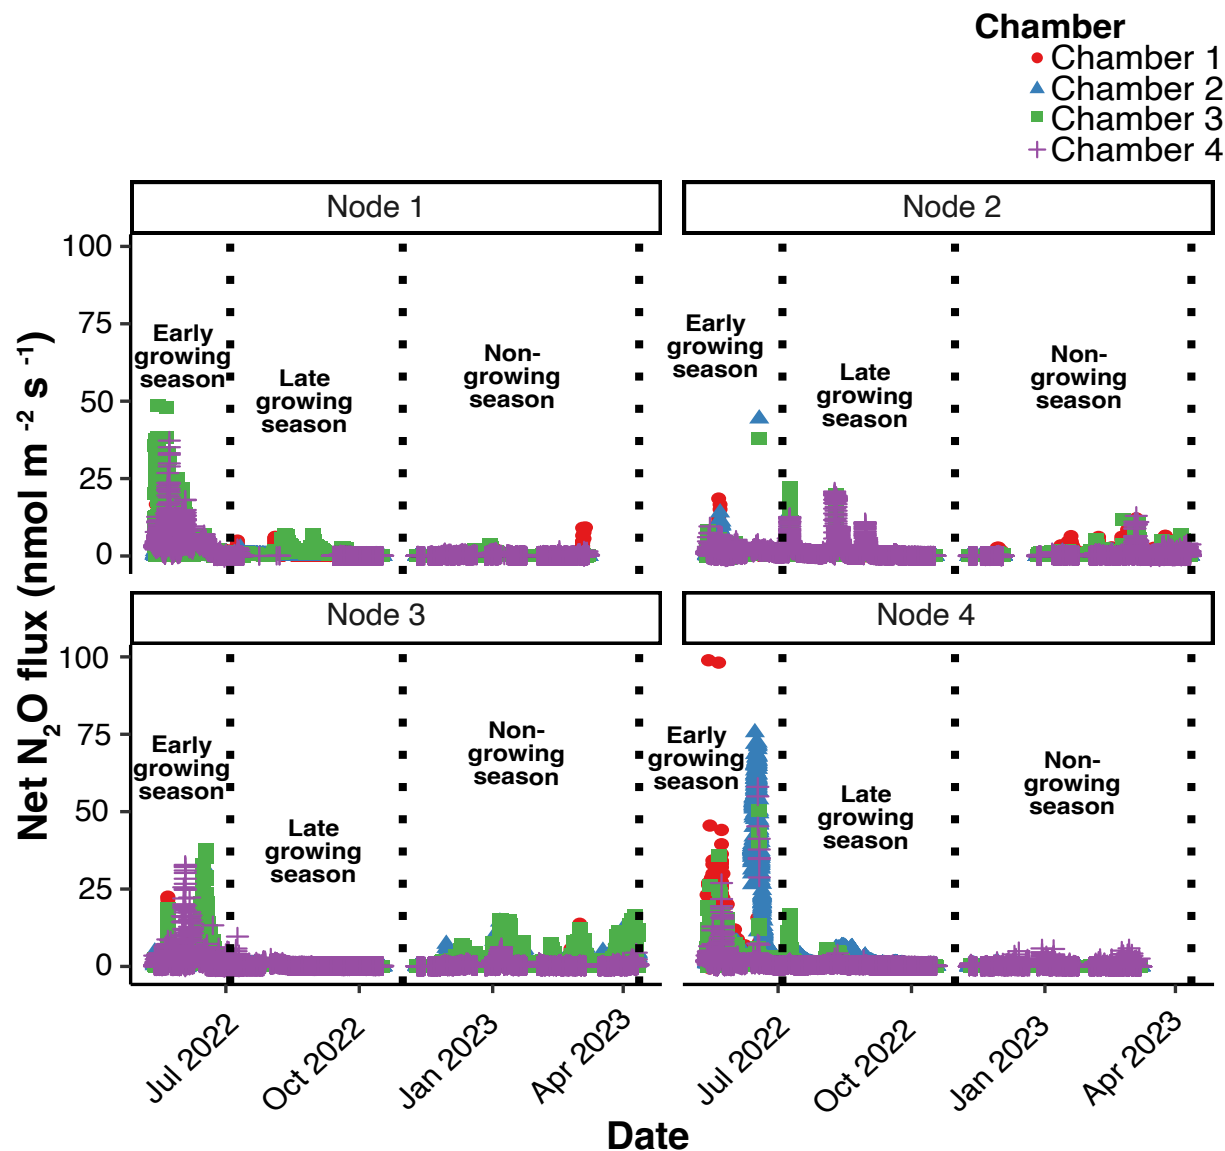 Chamber
Chamber 1
Chamber 2
Chamber 3
Chamber 4
Node 1
Node 2
100
75
50
25
0
Early
growing
season
Late
growing
season
Non-
growing
season
Early
growing
season
Late
growing
season
Non-
growing
season
Node 3
Node 4
100
75
50
25
0
Early
growing
season
Late
growing
season
Non-
growing
season
Early
growing
season
Late
growing
season
Non-
growing
season
Net N2O flux (nmol m -2 s -1)
Jul 2022
Oct 2022
Jan 2023
Apr 2023
Jul 2022
Oct 2022
Jan 2023
Apr 2023
Date